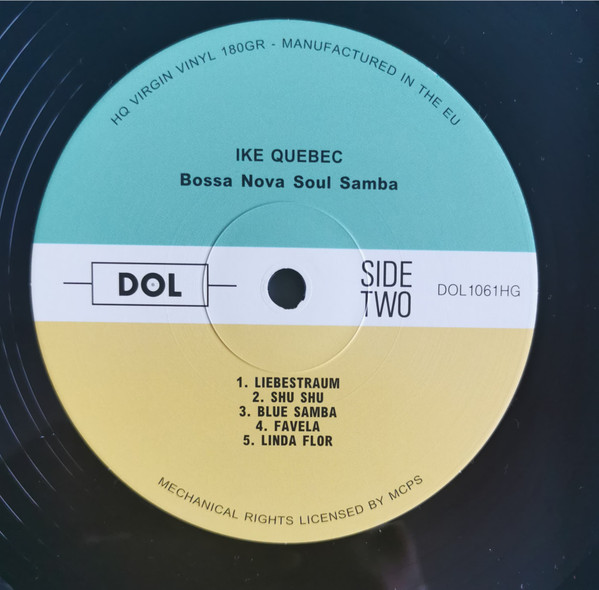 HQ VIRGIN VINYL 180GR - MANUFACTURED IN THE EU
IKE QUEBEC
Bossa Nova Soul Samba
DOL
SIDE
TWO
DOL1061HG
1. LIEBESTRAUM
2. SHU SHU
3. BLUE SAMBA
4. FAVELA
5. LINDA FLOR
MECHANICAL RIGHTS LICENSED BY MCPS